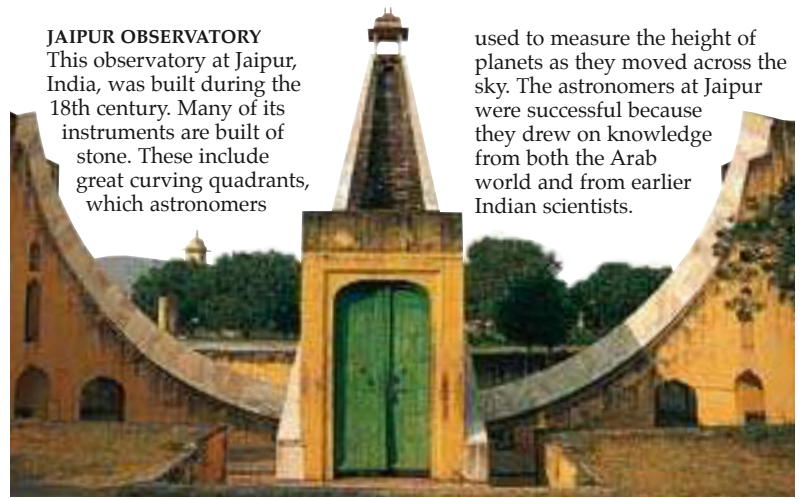 JAIPUR OBSERVATORY
This observatory at Jaipur,
India, was built during the
18th century. Many of its
instruments are built of
stone. These include
great curving quadrants,
which astronomers
used to measure the height of
planets as they moved across the
sky. The astronomers at Jaipur
were successful because
they drew on knowledge
from both the Arab
world and from earlier
Indian scientists.